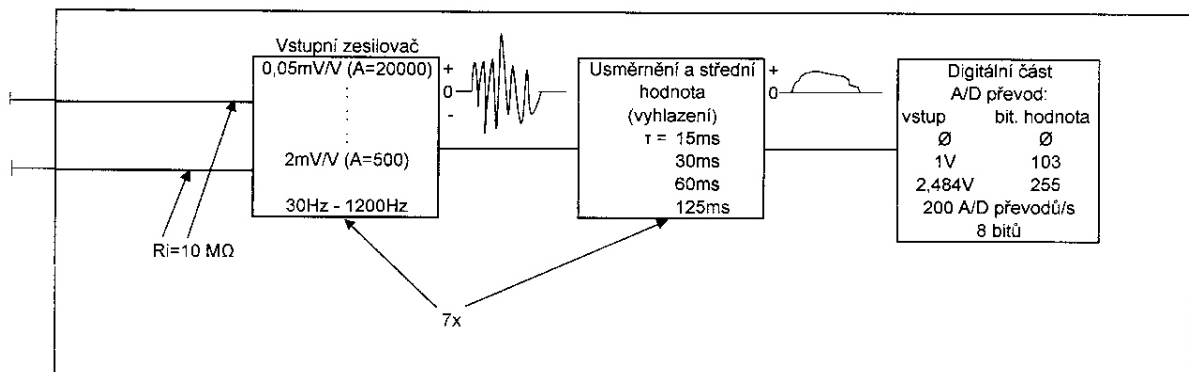 Vstupní zesilovač
0,05mV/V (A=20000)
2mV/V (A=500)
30Hz - 1200Hz
+
0
-
Usměrnění a střední
hodnota
(vyhlazení)
τ = 15ms
30ms
60ms
125ms
+
0
Digitální část
A/D převod:
vstup bit. hodnota
Ø Ø
1V 103
2,484V 255
200 A/D převodů/s
8 bitů
Ri=10 MΩ
7x